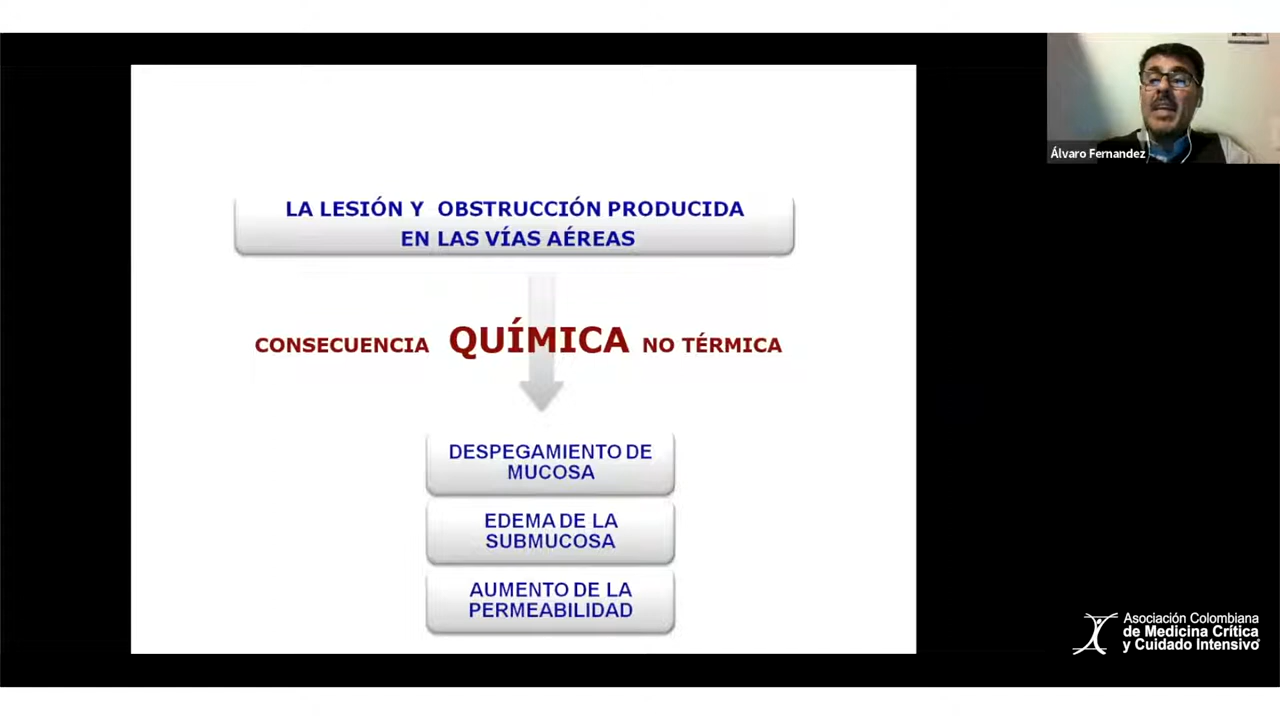 LA LESIÓN Y OBSTRUCCIÓN PRODUCIDA
EN LAS VÍAS AÉREAS
CONSECUENCIA QUÍMICA NO TÉRMICA
DESPEGAMIENTO DE
MUCOSA
EDEMA DE LA
SUBMUCOSA
AUMENTO DE LA
PERMEABILIDAD
Álvaro Fernandez
Asociación Colombiana
de Medicina Crítica
y Cuidado Intensivo